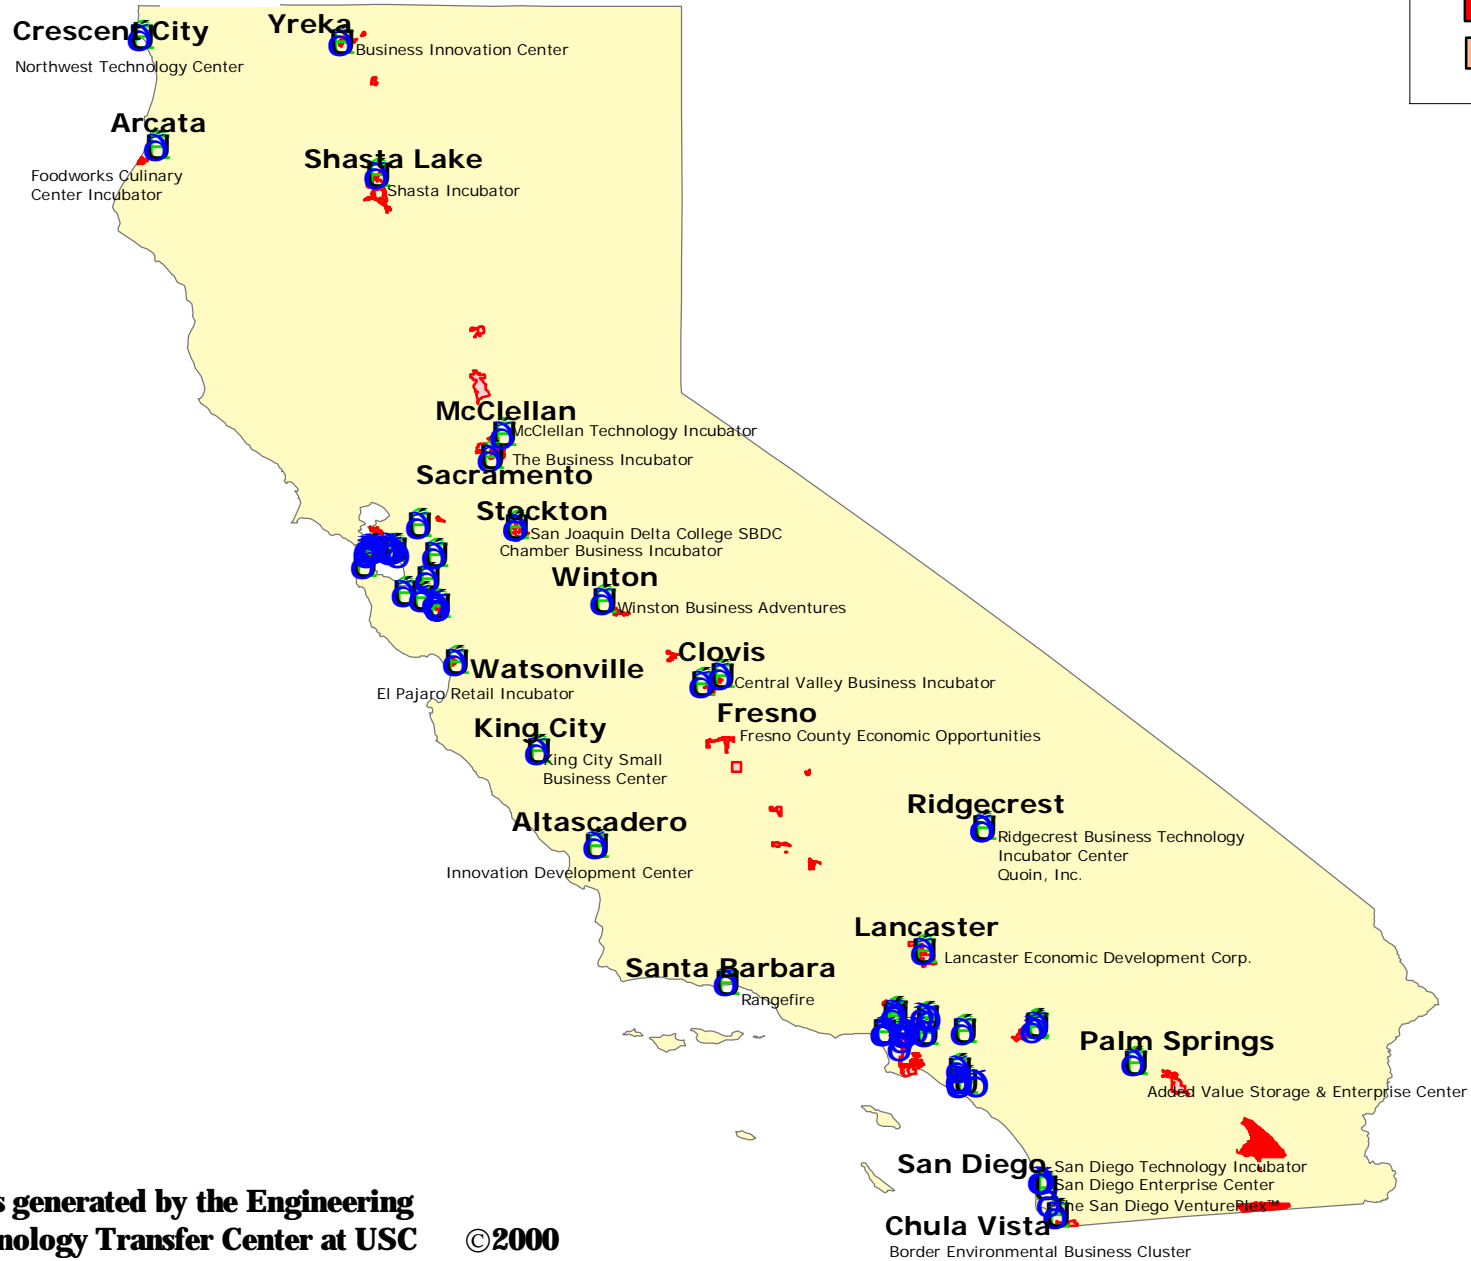 Crescent City
Northwest Technology Center
Yreka
Business Innovation Center
Arcata
Foodworks Culinary
Center Incubator
Shasta Lake
Shasta Incubator
McClellan
McClellan Technology Incubator
The Business Incubator
Sacramento
Stockton
San Joaquin Delta College SBDC
Chamber Business Incubator
Winton
Winston Business Adventures
Clovis
Central Valley Business Incubator
Watsonville
El Pajaro Retail Incubator
Fresno
Fresno County Economic Opportunities
King City
King City Small
Business Center
Altascadero
Innovation Development Center
Ridgecrest
Ridgecrest Business Technology
Incubator Center
Quoin, Inc.
Lancaster
Lancaster Economic Development Corp.
Santa Barbara
Rangefire
Palm Springs
Added Value Storage & Enterprise Center
San Diego
San Diego Technology Incubator
San Diego Enterprise Center
The San Diego VenturePlex™
Chula Vista
Border Environmental Business Cluster
s generated by the Engineering
nology Transfer Center at USC ©2000